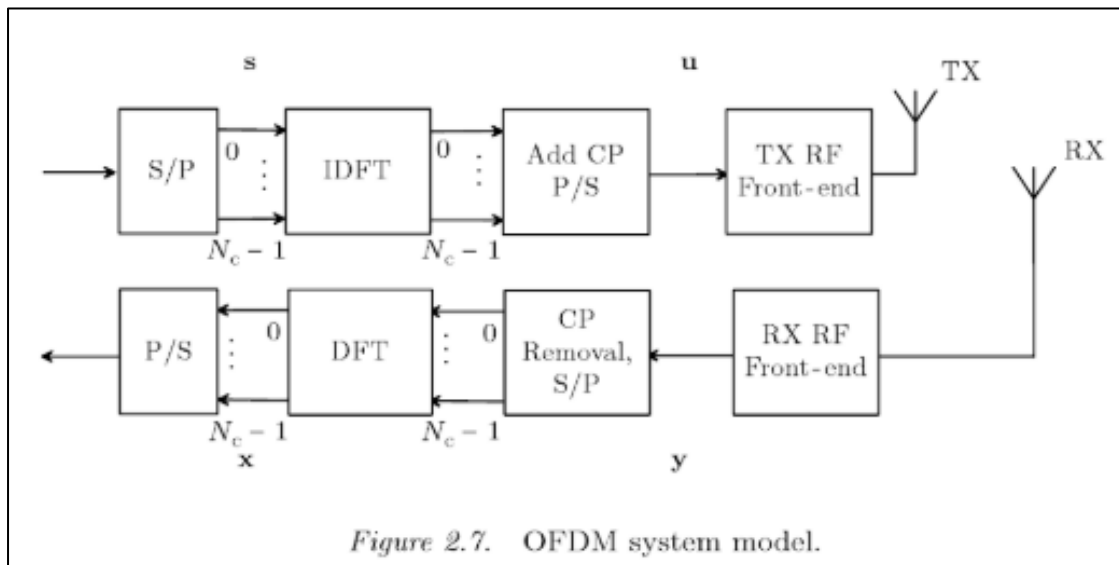 s
u
TX
RX
S/P
0
⋮
N_c − 1
IDFT
0
⋮
N_c − 1
Add CP
P/S
TX RF
Front-end
P/S
0
⋮
N_c − 1
DFT
0
⋮
N_c − 1
CP
Removal,
S/P
RX RF
Front-end
x
y
Figure 2.7. OFDM system model.